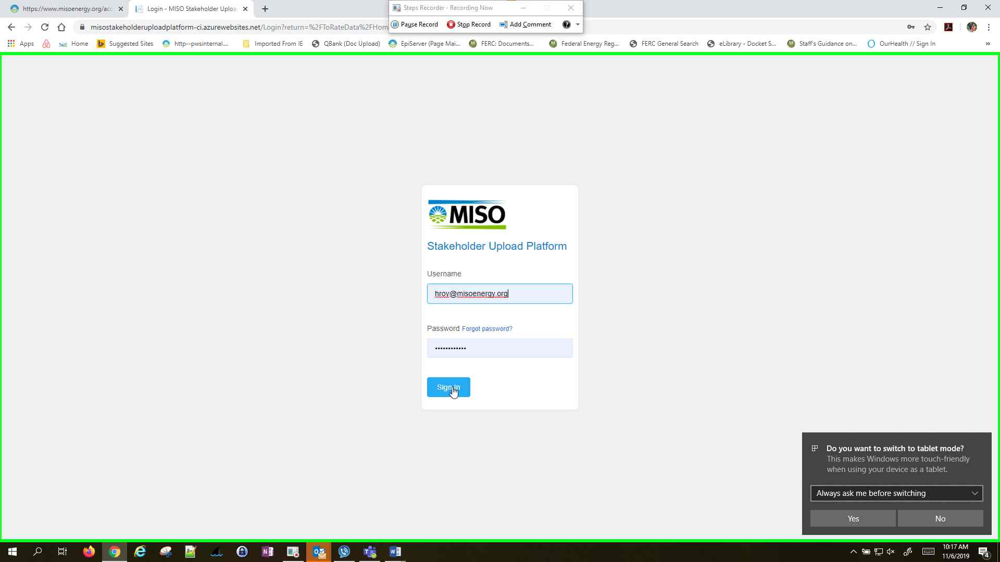 https://www.misoenergy.org/acc
Login - MISO Stakeholder Uploa
Steps Recorder - Recording Now
Pause Record
Stop Record
Add Comment
misostakeholderuploadplatform-ci.azurewebsites.net/Login?return=%2FToRateData%2FHom
Apps
Home
Suggested Sites
http--pwsinternal....
Imported From IE
QBank (Doc Upload)
EpiServer (Page Mai...
FERC: Documents...
Federal Energy Reg...
FERC General Search
eLibrary - Docket S...
Staff's Guidance on...
OurHealth // Sign In
MISO
Stakeholder Upload Platform
Username
hrov@misoenergy.org
Password Forgot password?
Sign In
Do you want to switch to tablet mode?
This makes Windows more touch-friendly
when using your device as a tablet.
Always ask me before switching
Yes
No
10:17 AM
11/6/2019
4